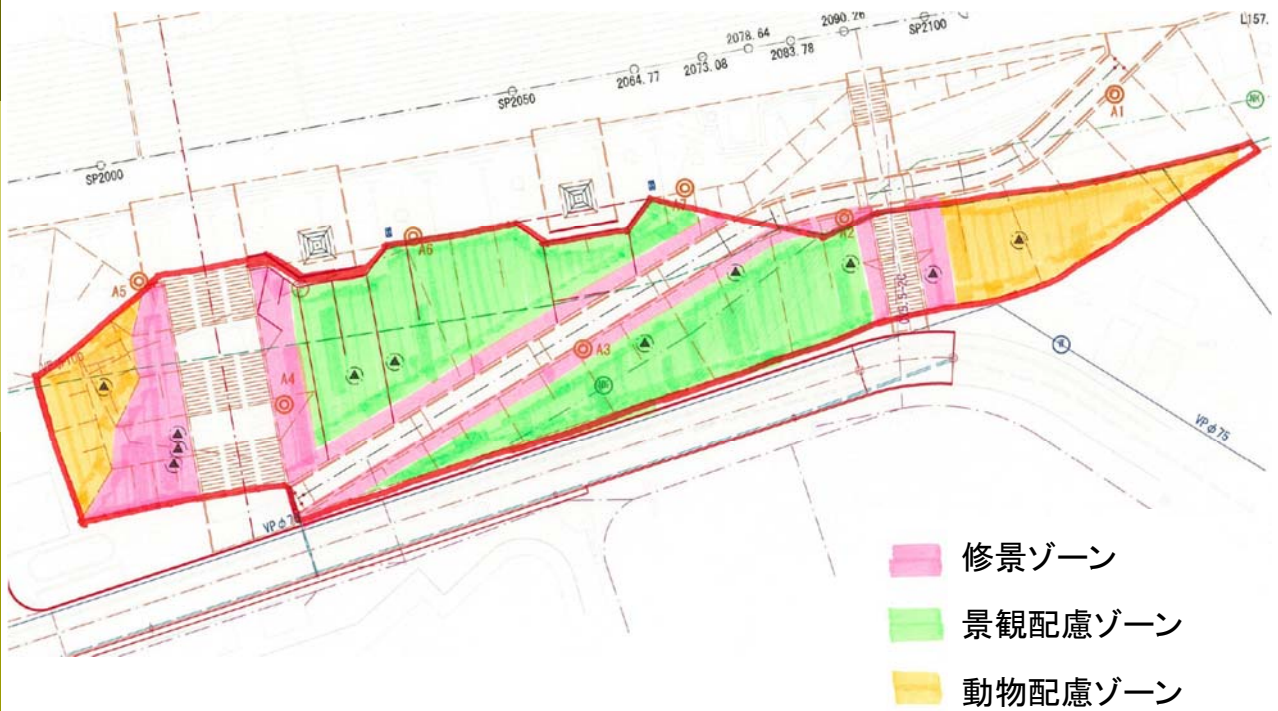 2090.26
SP2100
L157.
2078.64
2083.78
2073.08
2064.77
SP2050
SP2000
A1
A7
A2
A6
A5
A3
A4
VPφ75
修景ゾーン
景観配慮ゾーン
動物配慮ゾーン